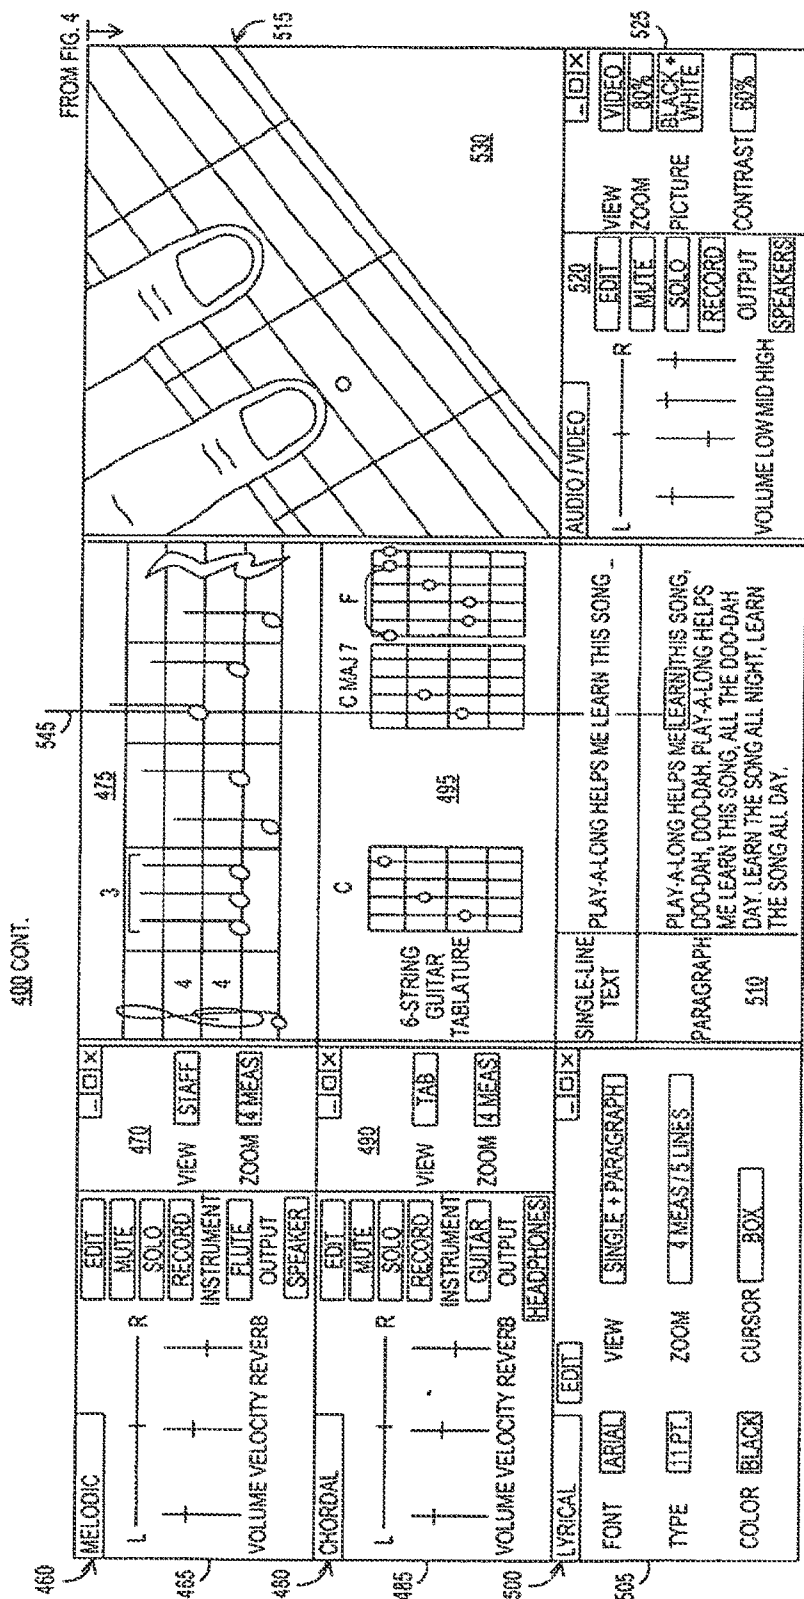 400 CONT.
FROM FIG. 4
460
MELODIC
L
R
VOLUME VELOCITY REVERB
465
EDIT
MUTE
SOLO
RECORD
INSTRUMENT
FLUTE
OUTPUT
SPEAKER
470
VIEW STAFF
ZOOM 4 MEAS
3
475
545
4
4
480
CHORDAL
L
R
VOLUME VELOCITY REVERB
485
EDIT
MUTE
SOLO
RECORD
INSTRUMENT
GUITAR
OUTPUT
HEADPHONES
490
VIEW TAB
ZOOM 4 MEAS
C
C MAJ 7
F
6-STRING
GUITAR
TABLATURE
495
500
LYRICAL
EDIT
FONT ARIAL
VIEW SINGLE + PARAGRAPH
TYPE 11 PT.
ZOOM 4 MEAS / 5 LINES
COLOR BLACK
CURSOR BOX
505
SINGLE-LINE
TEXT
PLAY-A-LONG HELPS ME LEARN THIS SONG _
PARAGRAPH
510
PLAY-A-LONG HELPS ME LEARN THIS SONG,
DOO-DAH, DOO-DAH. PLAY-A-LONG HELPS
ME LEARN THIS SONG, ALL THE DOO-DAH
DAY. LEARN THE SONG ALL NIGHT, LEARN
THE SONG ALL DAY.
515
530
AUDIO / VIDEO
L
R
VOLUME LOW MID HIGH
520
EDIT
MUTE
SOLO
RECORD
OUTPUT
SPEAKERS
525
VIEW VIDEO
ZOOM 80%
PICTURE BLACK +
WHITE
CONTRAST 60%